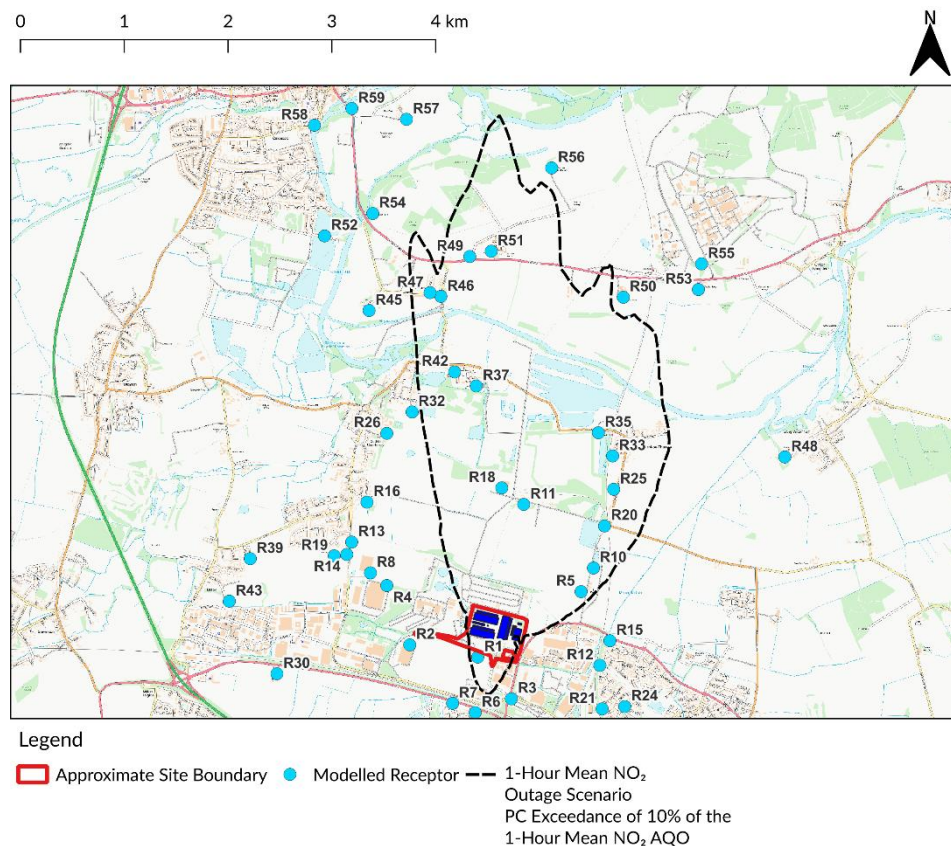 0 1 2 3 4 km
N
R59
R57
R58
R56
R54
R52
R51
R49
R55
R53
R47
R46
R50
R45
R42
R37
R32
R35
R26
R33
R48
R18
R25
R16
R11
R20
R13
R39
R19
R14
R8
R10
R5
R43
R4
R2
R1
R15
R12
R30
R7
R6
R3
R21
R24
Legend
Approximate Site Boundary
Modelled Receptor
1-Hour Mean NO₂
Outage Scenario
PC Exceedance of 10% of the
1-Hour Mean NO₂ AQO